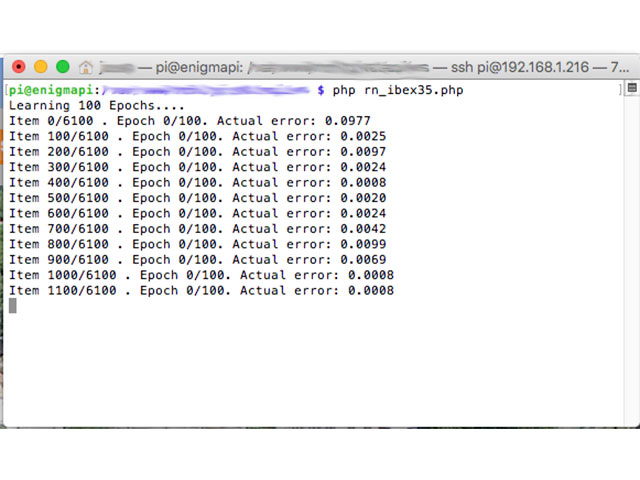 — pi@enigmapi: — ssh pi@192.168.1.216 — 7...
[pi@enigmapi:/ $ php rn_ibex35.php ]
Learning 100 Epochs....
Item 0/6100 . Epoch 0/100. Actual error: 0.0977
Item 100/6100 . Epoch 0/100. Actual error: 0.0025
Item 200/6100 . Epoch 0/100. Actual error: 0.0097
Item 300/6100 . Epoch 0/100. Actual error: 0.0024
Item 400/6100 . Epoch 0/100. Actual error: 0.0008
Item 500/6100 . Epoch 0/100. Actual error: 0.0020
Item 600/6100 . Epoch 0/100. Actual error: 0.0024
Item 700/6100 . Epoch 0/100. Actual error: 0.0042
Item 800/6100 . Epoch 0/100. Actual error: 0.0099
Item 900/6100 . Epoch 0/100. Actual error: 0.0069
Item 1000/6100 . Epoch 0/100. Actual error: 0.0008
Item 1100/6100 . Epoch 0/100. Actual error: 0.0008